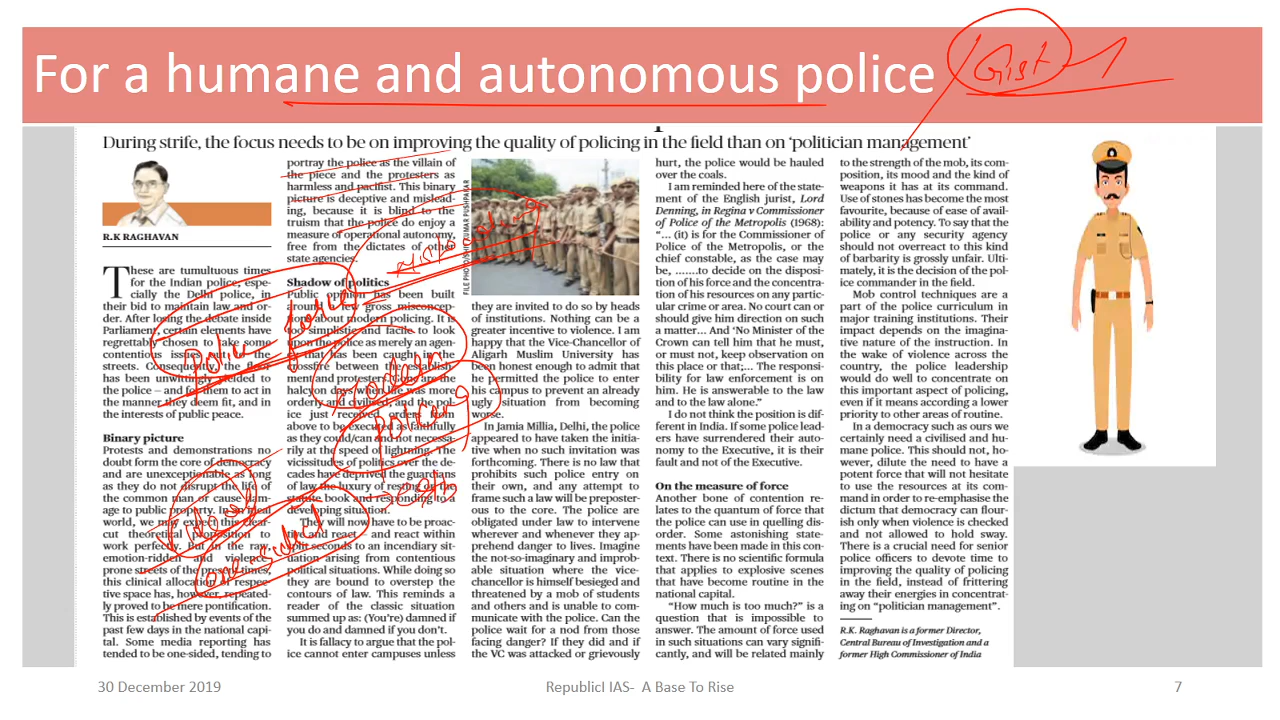 For a humane and autonomous police
Gist
During strife, the focus needs to be on improving the quality of policing in the field than on ‘politician management’
R.K RAGHAVAN
These are tumultuous times
for the Indian police, espe-
cially the Delhi police, in
their bid to maintain law and or-
der. After losing the debate inside
Parliament, certain elements have
regrettably chosen to take some
contentious issues out to the
streets. Consequently, the floor
has been unwittingly yielded to
the police – and for them to act in
the manner they deem fit, and in
the interests of public peace.
Binary picture
Protests and demonstrations no
doubt form the core of democracy
and are unexceptionable as long
as they do not disrupt the life of
the common man or cause dam-
age to public property. In an ideal
world, we may expect this clear-
cut theoretical proposition to
work perfectly. But in the raw,
emotion-ridden and violence-
prone streets of the present times,
this clinical allocation of respec-
tive space has, however, repeated-
ly proved to be mere pontification.
This is established by events of the
past few days in the national capi-
tal. Some media reporting has
tended to be one-sided, tending to
portray the police as the villain of
the piece and the protesters as
harmless and pacifist. This binary
picture is deceptive and mislead-
ing, because it is blind to the
truism that the police do enjoy a
measure of operational autonomy,
free from the dictates of other
state agencies.
Shadow of politics
Public opinion has been built
around a few gross misconcep-
tions about modern policing. It is
too simplistic and facile to look
upon the police as merely an agen-
cy that has been caught in the
crossfire between the establish-
ment and protesters. Gone are the
halcyon days when life was more
orderly and civilised, and the pol-
ice just received orders from
above to be executed as faithfully
as they could/can and not necessa-
rily at the speed of lightning. The
vicissitudes of politics over the de-
cades have deprived the guardians
of law the luxury of resting on the
statute book and responding to a
developing situation.
They will now have to be proac-
tive and react – and react within
split seconds to an incendiary sit-
uation arising from contentious
political situations. While doing so
they are bound to overstep the
contours of law. This reminds a
reader of the classic situation
summed up as: (You’re) damned if
you do and damned if you don’t.
It is fallacy to argue that the pol-
ice cannot enter campuses unless
Police
Police
modern
Policing
Video
one sided
FILE PHOTO/SHIV KUMAR PUSHPAKAR
they are invited to do so by heads
of institutions. Nothing can be a
greater incentive to violence. I am
happy that the Vice-Chancellor of
Aligarh Muslim University has
been honest enough to admit that
he permitted the police to enter
his campus to prevent an already
ugly situation from becoming
worse.
In Jamia Millia, Delhi, the police
appeared to have taken the initia-
tive when no such invitation was
forthcoming. There is no law that
prohibits such police entry on
their own, and any attempt to
frame such a law will be preposter-
ous to the core. The police are
obligated under law to intervene
wherever and whenever they ap-
prehend danger to lives. Imagine
the not-so-imaginary and improb-
able situation where the vice-
chancellor is himself besieged and
threatened by a mob of students
and others and is unable to com-
municate with the police. Can the
police wait for a nod from those
facing danger? If they did and if
the VC was attacked or grievously
hurt, the police would be hauled
over the coals.
I am reminded here of the state-
ment of the English jurist, Lord
Denning, in Regina v Commissioner
of Police of the Metropolis (1968):
“... (it) is for the Commissioner of
Police of the Metropolis, or the
chief constable, as the case may
be, .......to decide on the disposi-
tion of his force and the concentra-
tion of his resources on any partic-
ular crime or area. No court can or
should give him direction on such
a matter... And ‘No Minister of the
Crown can tell him that he must,
or must not, keep observation on
this place or that;... The responsi-
bility for law enforcement is on
him. He is answerable to the law
and to the law alone.”
I do not think the position is dif-
ferent in India. If some police lead-
ers have surrendered their auto-
nomy to the Executive, it is their
fault and not of the Executive.
On the measure of force
Another bone of contention re-
lates to the quantum of force that
the police can use in quelling dis-
order. Some astonishing state-
ments have been made in this con-
text. There is no scientific formula
that applies to explosive scenes
that have become routine in the
national capital.
“How much is too much?” is a
question that is impossible to
answer. The amount of force used
in such situations can vary signifi-
cantly, and will be related mainly
to the strength of the mob, its com-
position, its mood and the kind of
weapons it has at its command.
Use of stones has become the most
favourite, because of ease of avail-
ability and potency. To say that the
police or any security agency
should not overreact to this kind
of barbarity is grossly unfair. Ulti-
mately, it is the decision of the pol-
ice commander in the field.
Mob control techniques are a
part of the police curriculum in
major training institutions. Their
impact depends on the imagina-
tive nature of the instruction. In
the wake of violence across the
country, the police leadership
would do well to concentrate on
this important aspect of policing,
even if it means according a lower
priority to other areas of routine.
In a democracy such as ours we
certainly need a civilised and hu-
mane police. This should not, ho-
wever, dilute the need to have a
potent force that will not hesitate
to use the resources at its com-
mand in order to re-emphasise the
dictum that democracy can flour-
ish only when violence is checked
and not allowed to hold sway.
There is a crucial need for senior
police officers to devote time to
improving the quality of policing
in the field, instead of frittering
away their energies in concentrat-
ing on “politician management”.
R.K. Raghavan is a former Director,
Central Bureau of Investigation and a
former High Commissioner of India
30 December 2019
RepublicI IAS- A Base To Rise
7